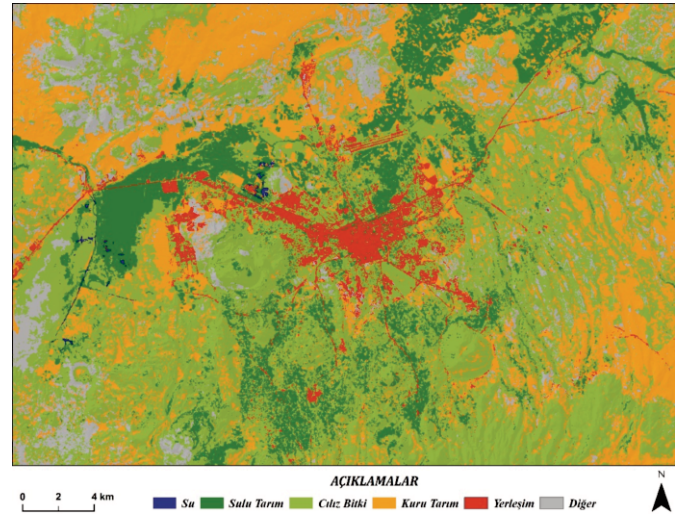 AÇIKLAMALAR
N
0 2 4 km
Su Sulu Tarım Cılız Bitki Kuru Tarım Yerleşim Diğer